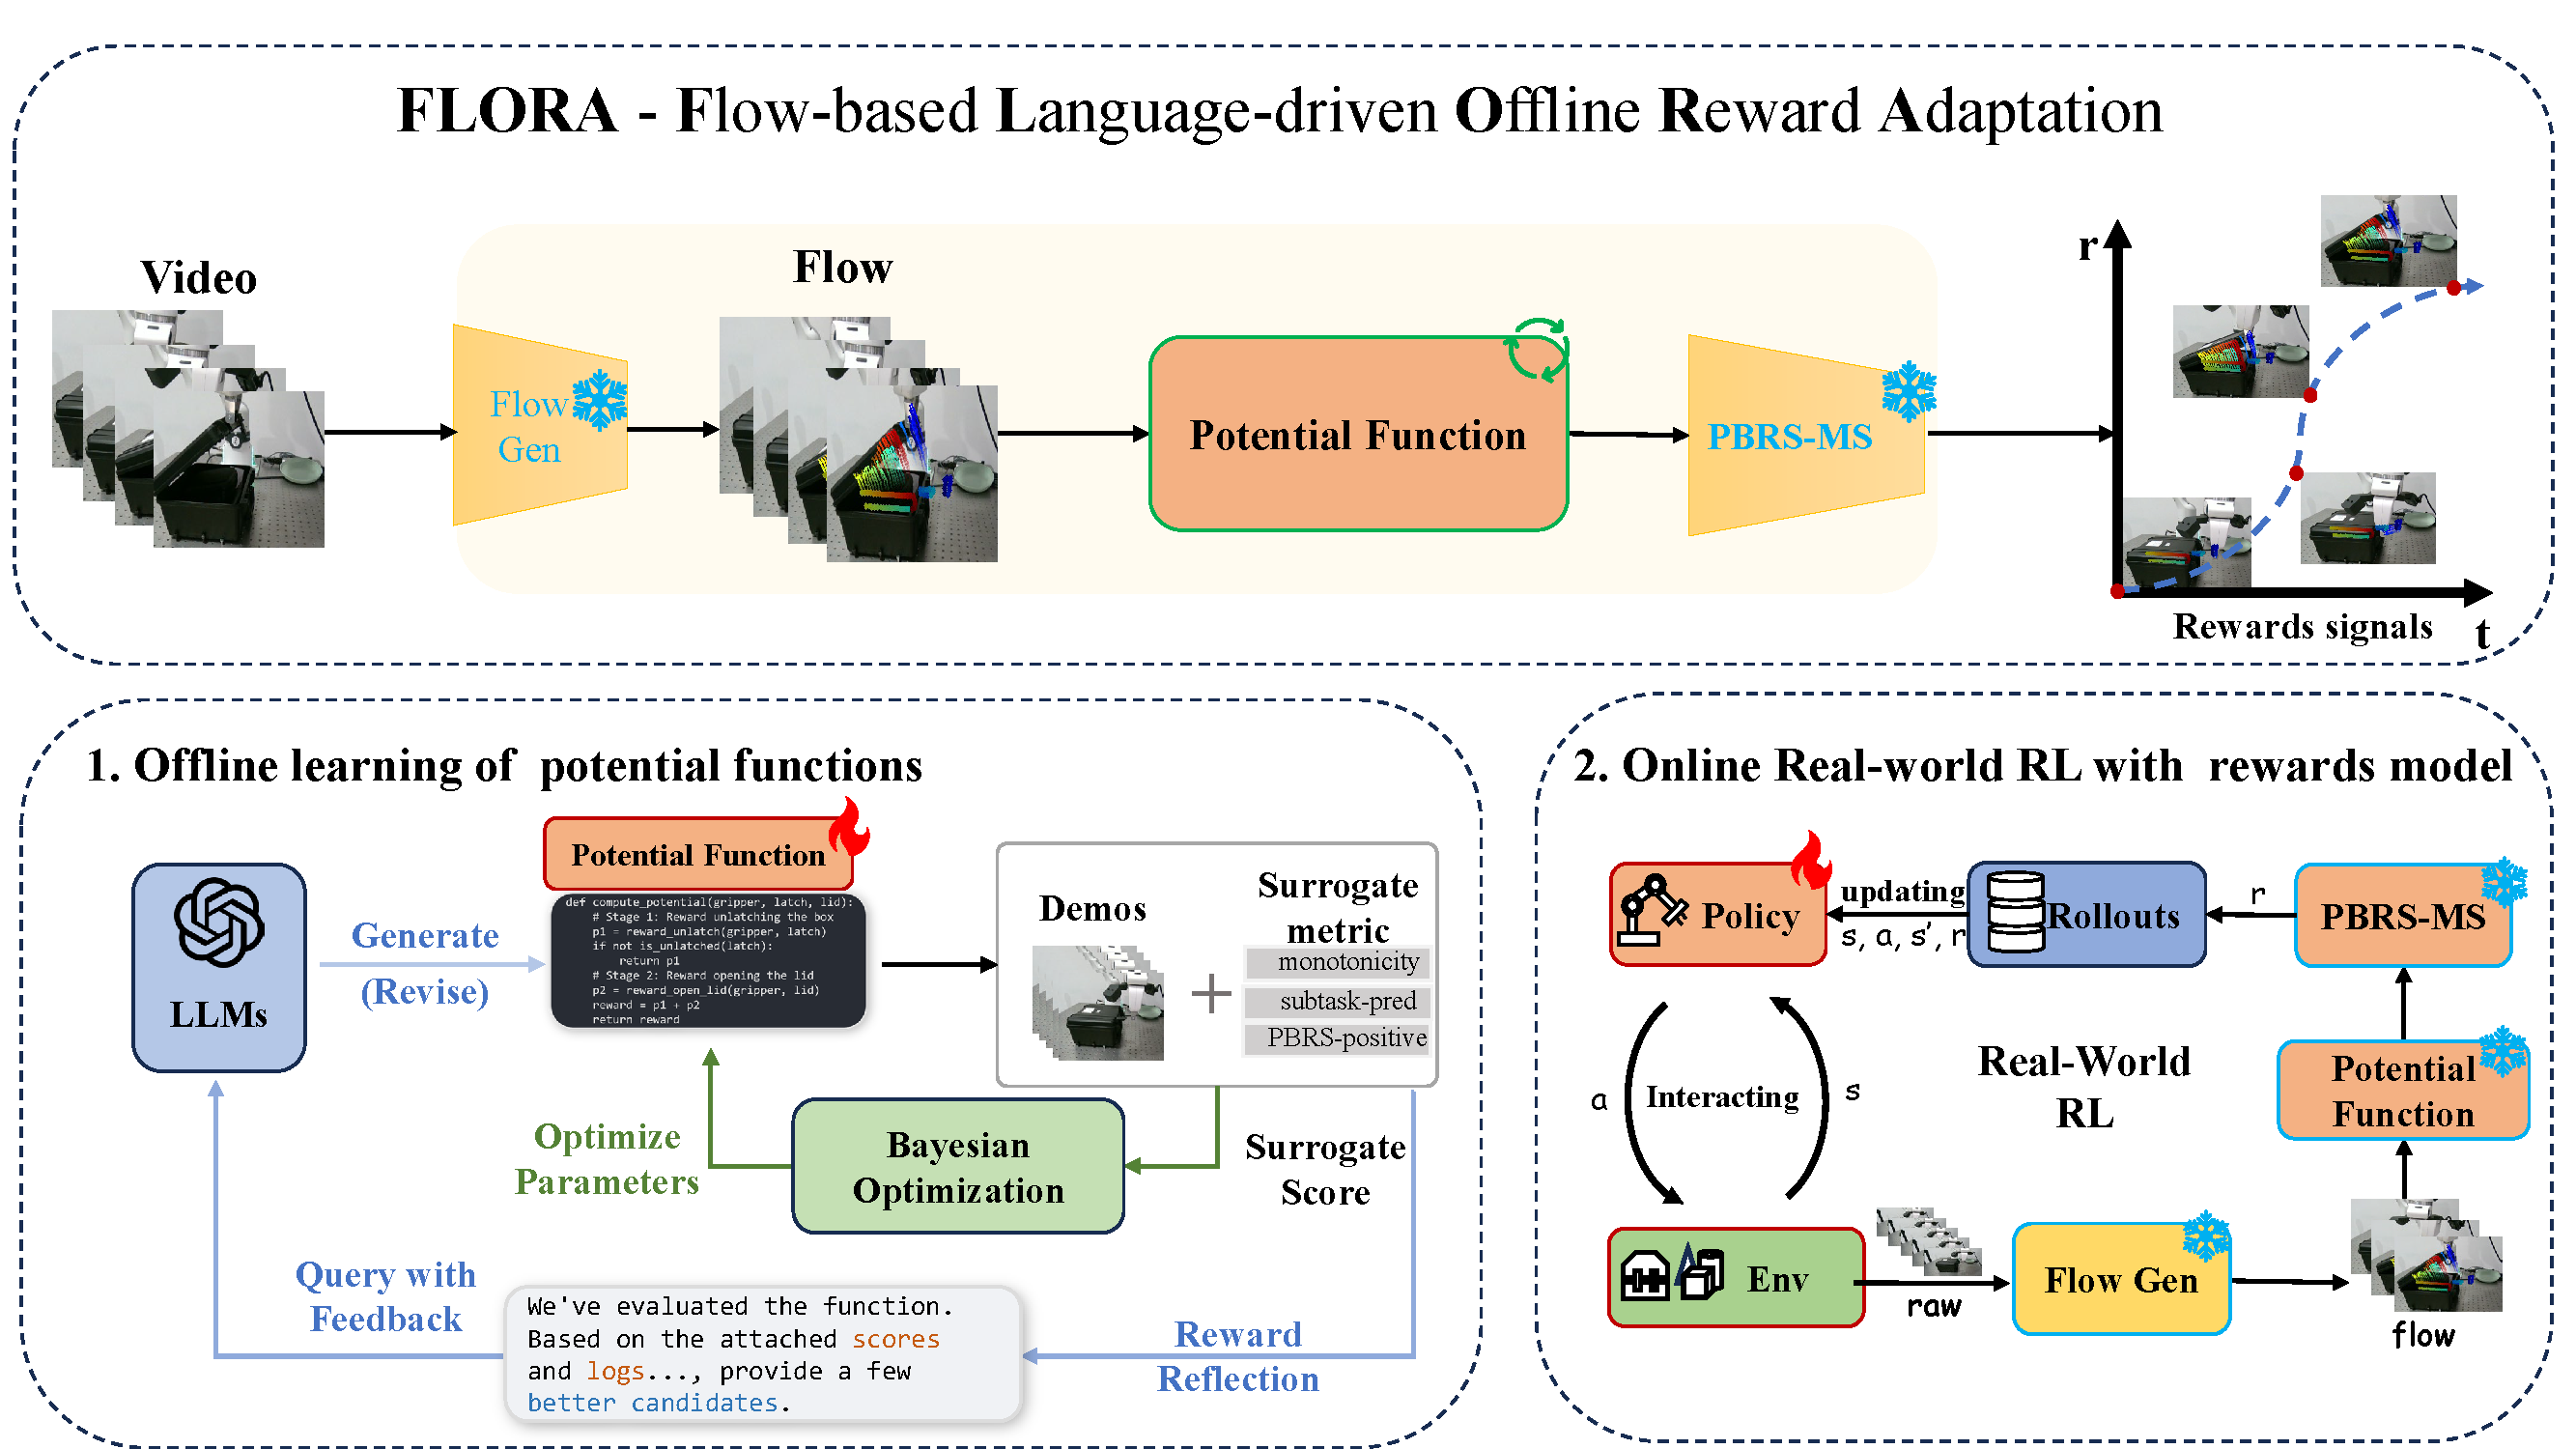 FLORA - Flow-based Language-driven Offline Reward Adaptation
Video
Flow
Flow
Gen
Potential Function
PBRS-MS
r
Rewards signals
t
1. Offline learning of potential functions
LLMs
Generate
(Revise)
Potential Function
def compute_potential(gripper, latch, lid):
# Stage 1: Reward unlatching the box
p1 = reward_unlatch(gripper, latch)
if not is_unlatched(latch):
return p1
# Stage 2: Reward opening the lid
p2 = reward_open_lid(gripper, lid)
reward = p1 + p2
return reward
Demos
+
Surrogate
metric
monotonicity
subtask-pred
PBRS-positive
Optimize
Parameters
Bayesian
Optimization
Surrogate
Score
Query with
Feedback
We've evaluated the function.
Based on the attached scores
and logs..., provide a few
better candidates.
Reward
Reflection
2. Online Real-world RL with rewards model
Policy
updating
s, a, s', r
Rollouts
r
PBRS-MS
a
Interacting
s
Real-World
RL
Potential
Function
Env
raw
Flow Gen
flow